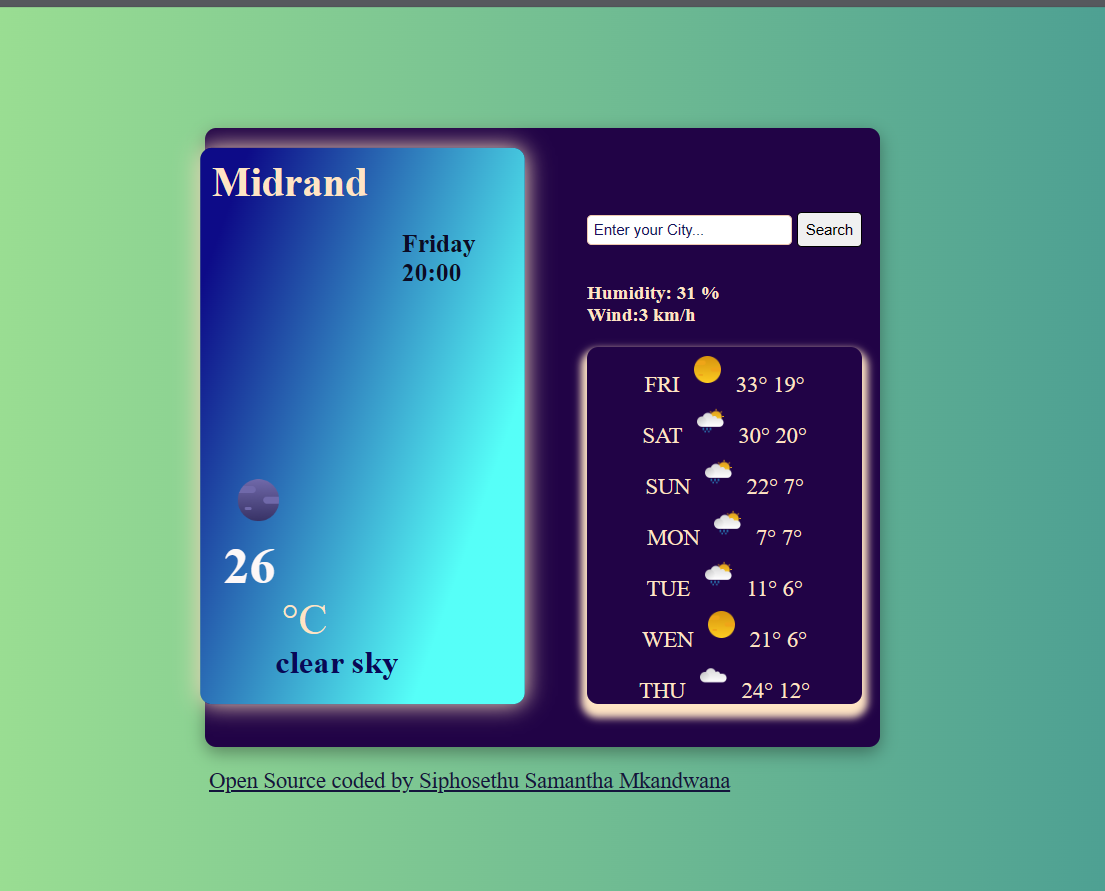 Midrand
Friday
20:00
26
°C
clear sky
Enter your City...
Search
Humidity: 31 %
Wind:3 km/h
FRI 33° 19°
SAT 30° 20°
SUN 22° 7°
MON 7° 7°
TUE 11° 6°
WEN 21° 6°
THU 24° 12°
Open Source coded by Siphosethu Samantha Mkandwana